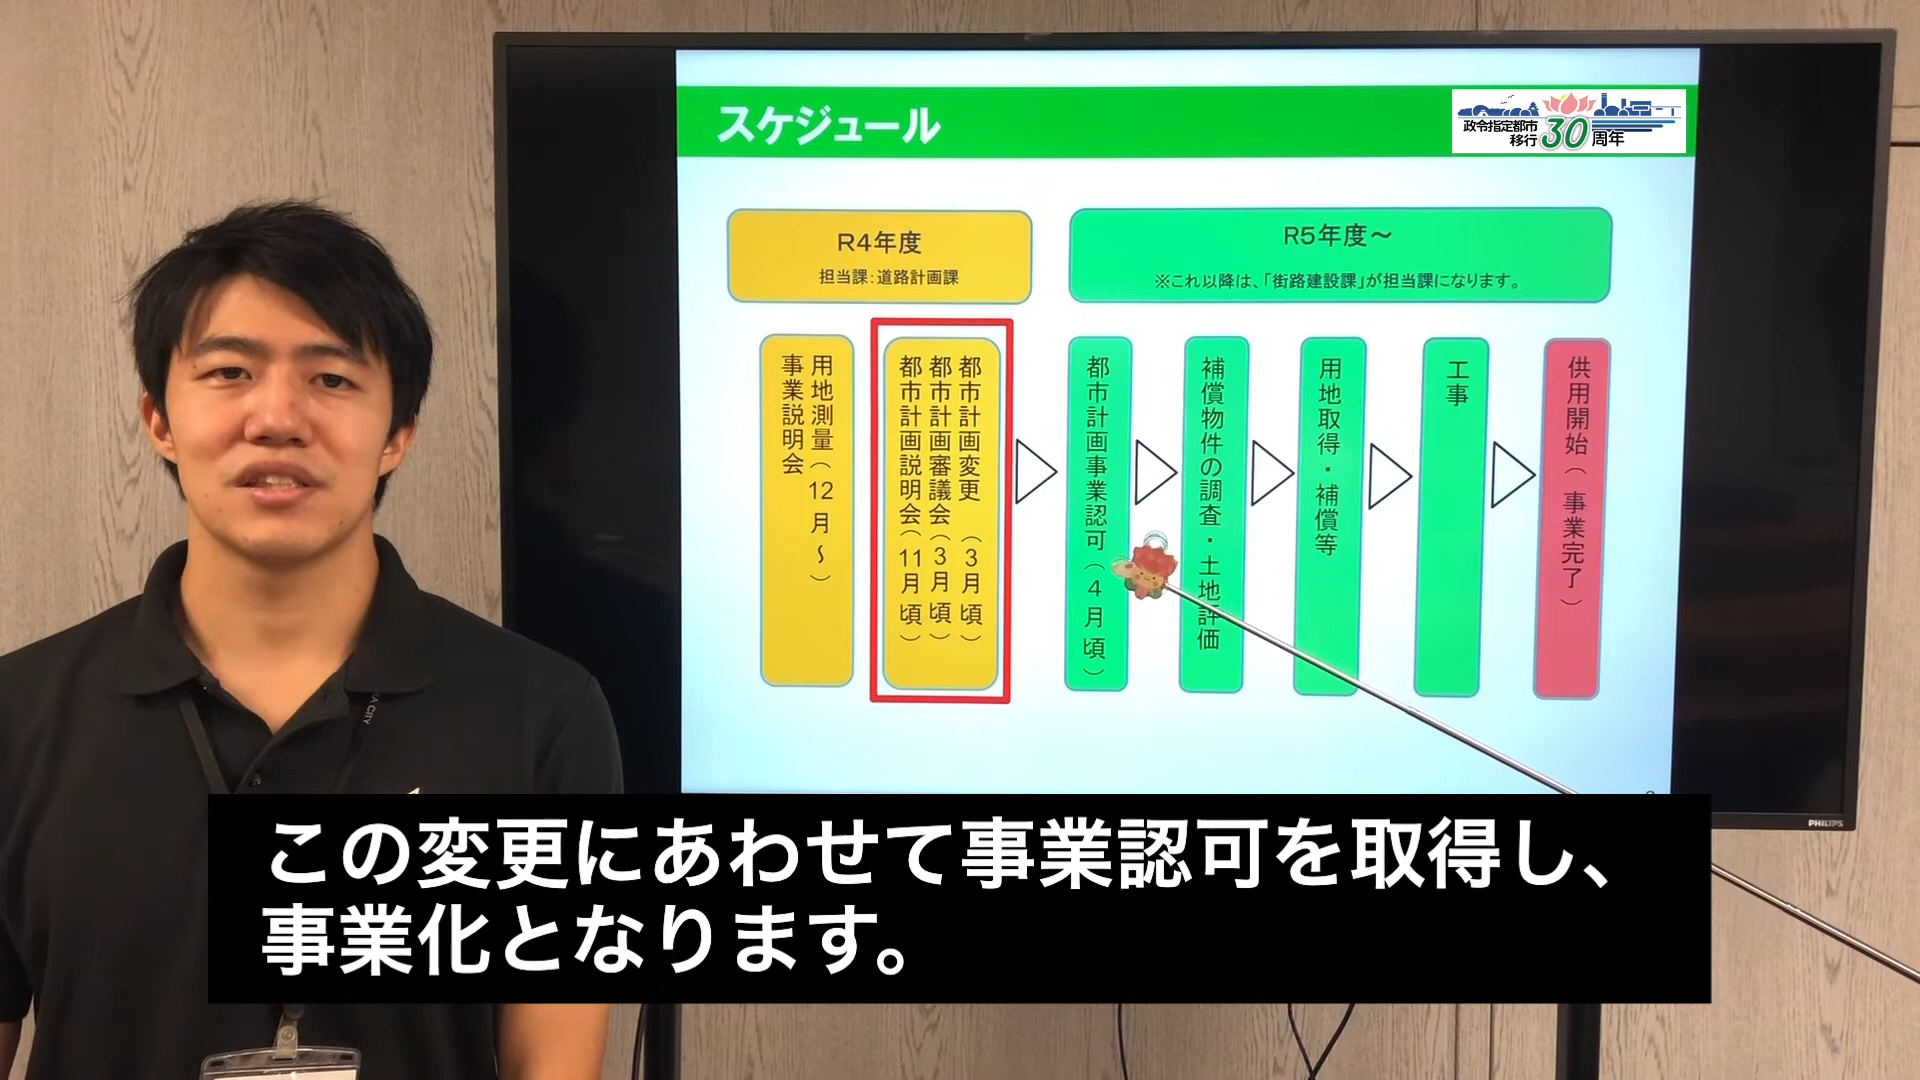 スケジュール
政令指定都市
移行30周年
R4年度
担当課:道路計画課
R5年度～
※これ以降は、「街路建設課」が担当課になります。
用地測量(12月～)
事業説明会
都市計画変更(3月頃)
都市計画審議会(3月頃)
都市計画説明会(11月頃)
都市計画事業認可(4月頃)
補償物件の調査・土地評価
用地取得・補償等
工事
供用開始(事業完了)
PHILIPS
A CITY
この変更にあわせて事業認可を取得し、
事業化となります。